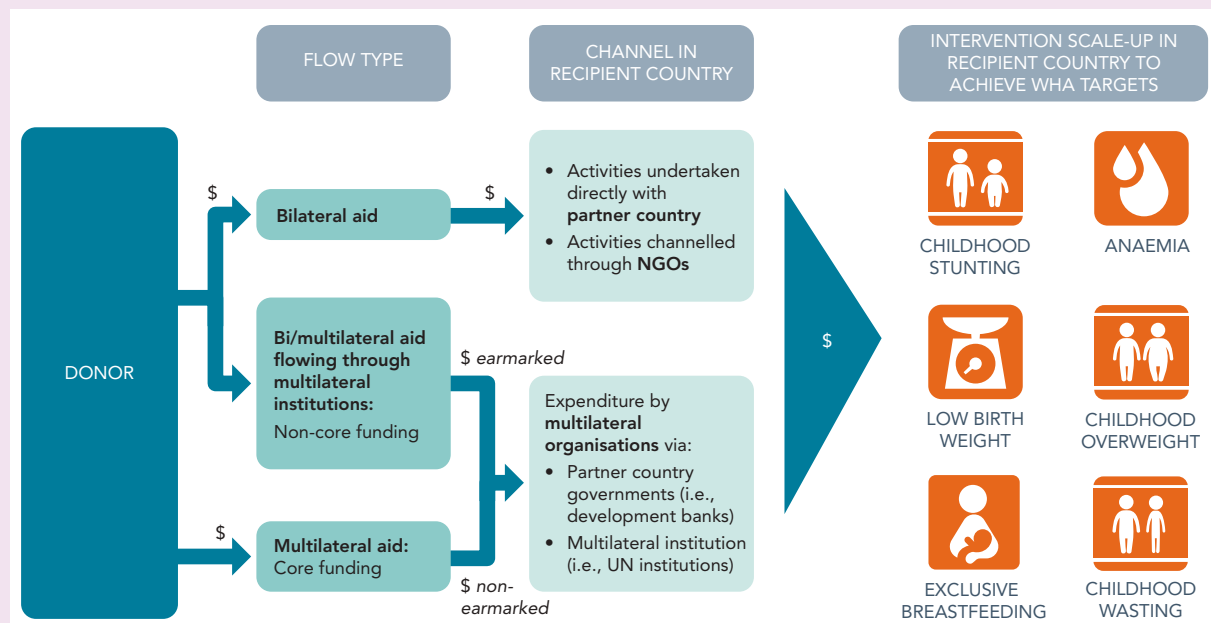 FLOW TYPE
CHANNEL IN
RECIPIENT COUNTRY
INTERVENTION SCALE-UP IN
RECIPIENT COUNTRY TO
ACHIEVE WHA TARGETS
DONOR
$
Bilateral aid
$
• Activities undertaken
directly with
partner country
• Activities channelled
through NGOs
Bi/multilateral aid
flowing through
multilateral
institutions:
Non-core funding
$ earmarked
$
Multilateral aid:
Core funding
$ non-
earmarked
Expenditure by
multilateral
organisations via:
• Partner country
governments (i.e.,
development banks)
• Multilateral institution
(i.e., UN institutions)
$
CHILDHOOD
STUNTING
ANAEMIA
LOW BIRTH
WEIGHT
CHILDHOOD
OVERWEIGHT
EXCLUSIVE
BREASTFEEDING
CHILDHOOD
WASTING